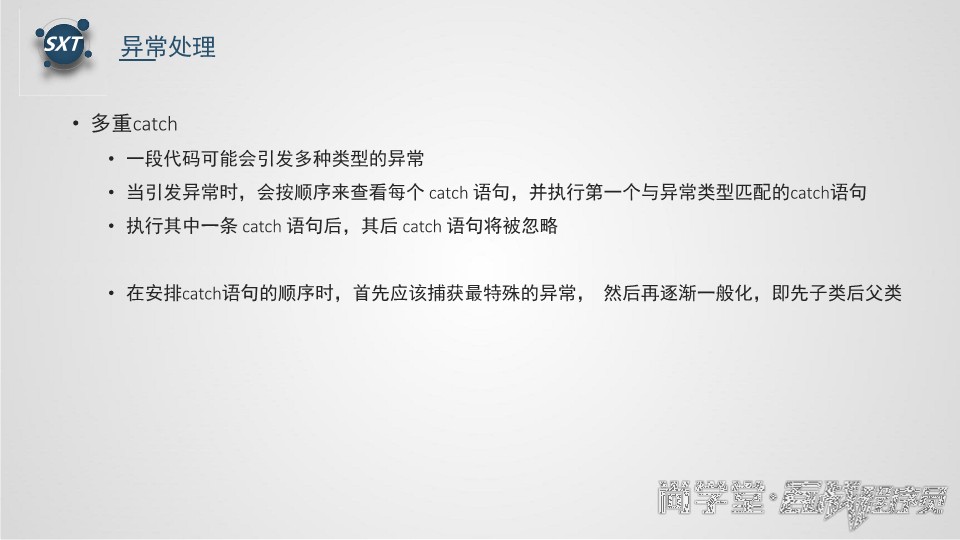 SXT
异常处理
• 多重catch
• 一段代码可能会引发多种类型的异常
• 当引发异常时，会按顺序来查看每个 catch 语句，并执行第一个与异常类型匹配的catch语句
• 执行其中一条 catch 语句后，其后 catch 语句将被忽略
• 在安排catch语句的顺序时，首先应该捕获最特殊的异常， 然后再逐渐一般化，即先子类后父类
尚学堂·